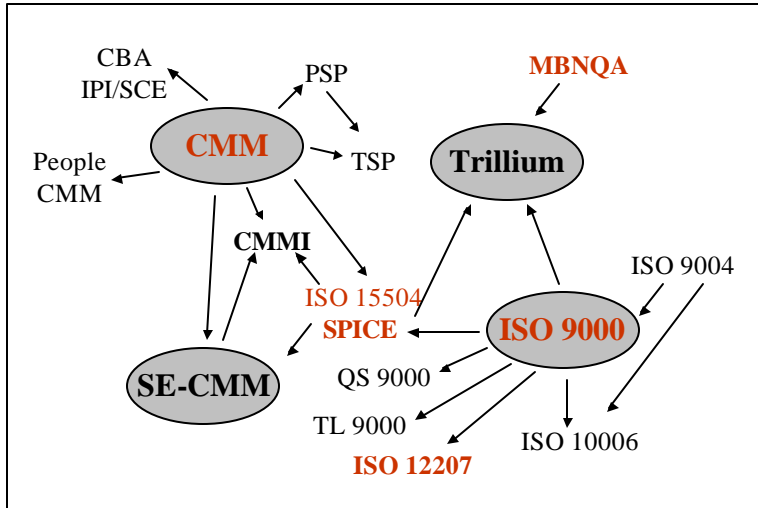 CBA
IPI/SCE
PSP
MBNQA
CMM
TSP
Trillium
People
CMM
CMMI
ISO 9004
ISO 15504
SPICE
ISO 9000
SE-CMM
QS 9000
TL 9000
ISO 10006
ISO 12207